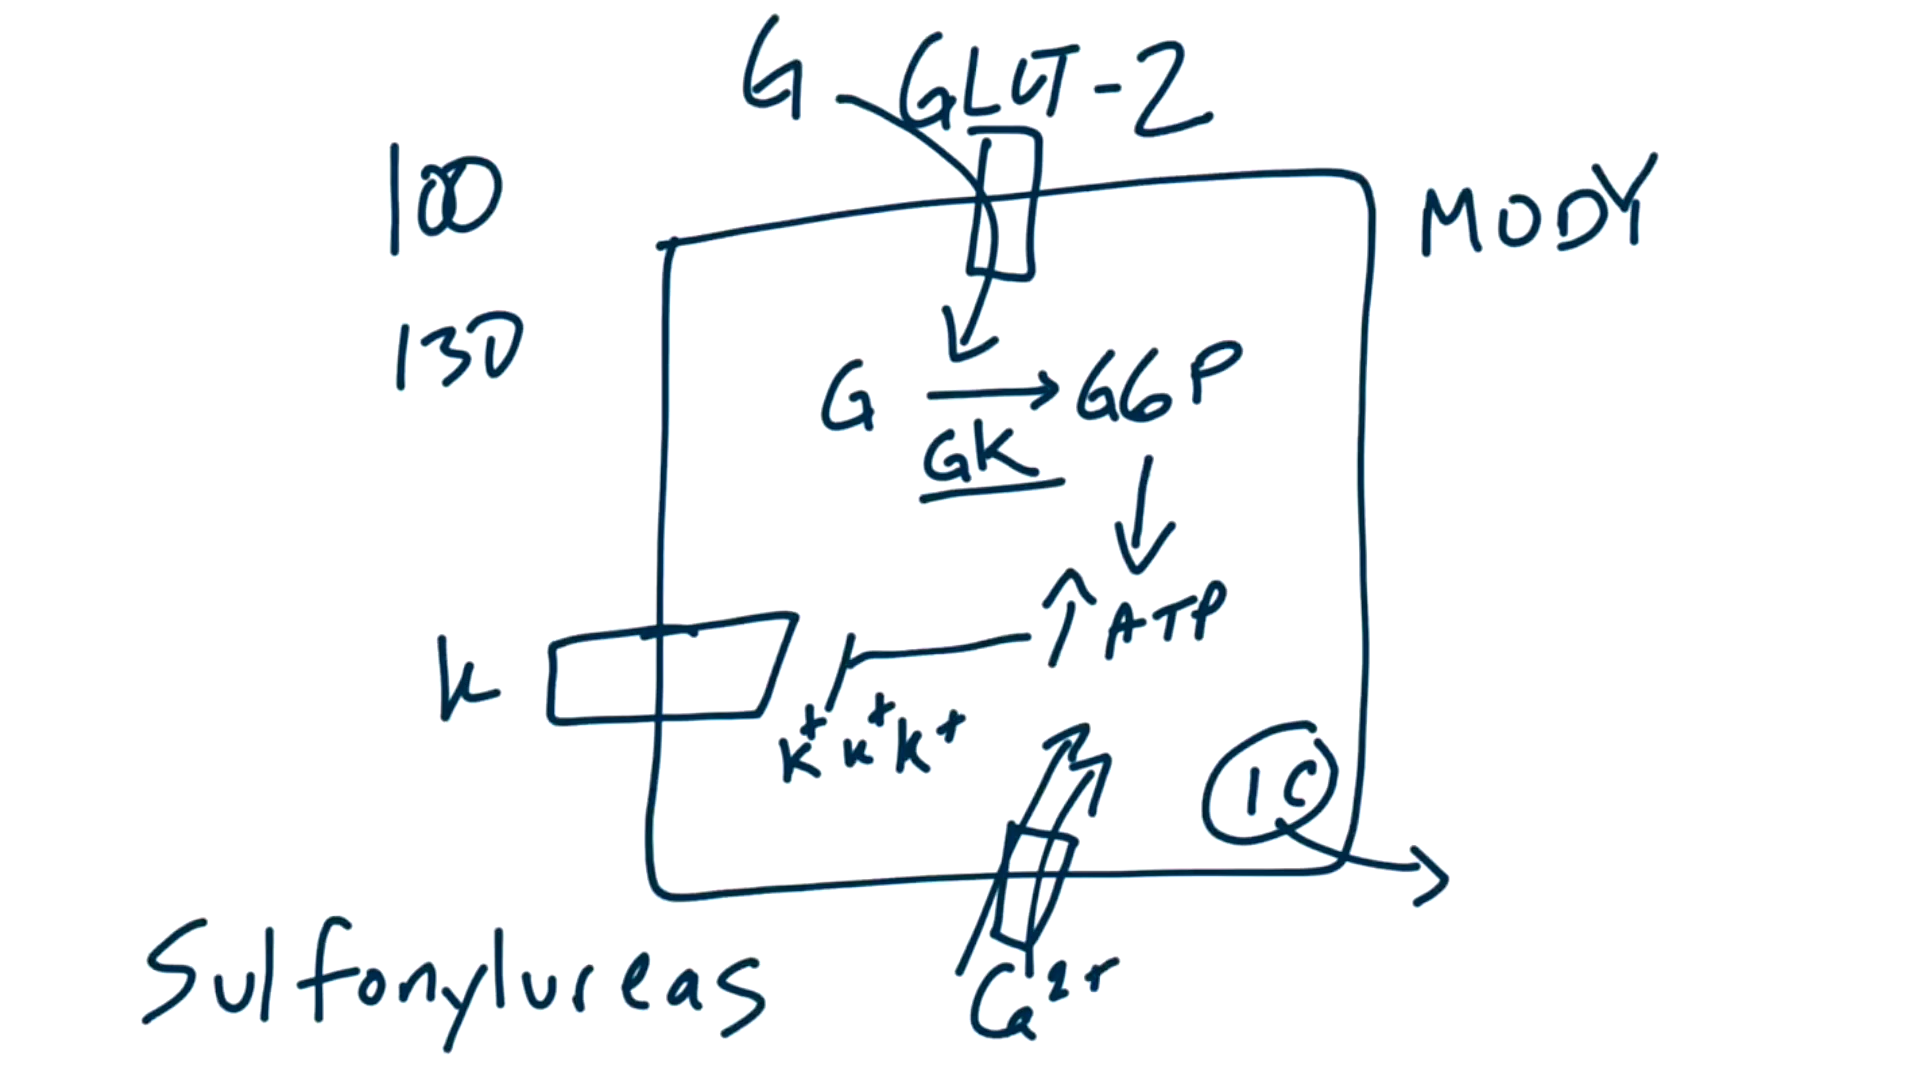 G GLUT-2
100
MODY
130
G → G6P
GK
↑ ATP
K
K⁺ K⁺ K⁺
IC
Sulfonylureas
Ca²⁺